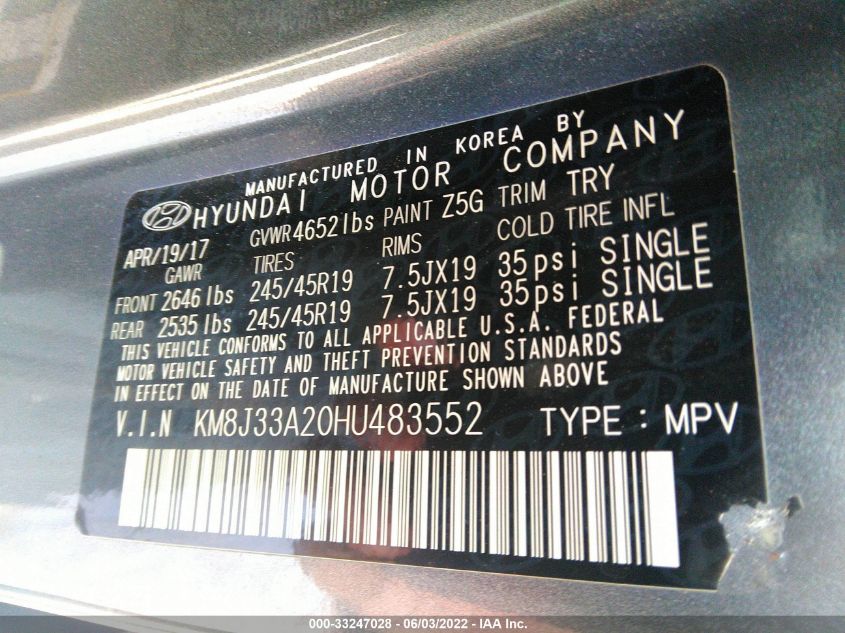 MANUFACTURED IN KOREA BY
HYUNDAI MOTOR COMPANY
APR/19/17 GVWR 4652 lbs PAINT Z5G TRIM TRY
GAWR TIRES RIMS COLD TIRE INFL
FRONT 2646 lbs 245/45R19 7.5JX19 35psi SINGLE
REAR 2535 lbs 245/45R19 7.5JX19 35psi SINGLE
THIS VEHICLE CONFORMS TO ALL APPLICABLE U.S.A. FEDERAL
MOTOR VEHICLE SAFETY AND THEFT PREVENTION STANDARDS
IN EFFECT ON THE DATE OF MANUFACTURE SHOWN ABOVE
V.I.N KM8J33A20HU483552 TYPE : MPV
000-33247028 - 06/03/2022 - IAA Inc.